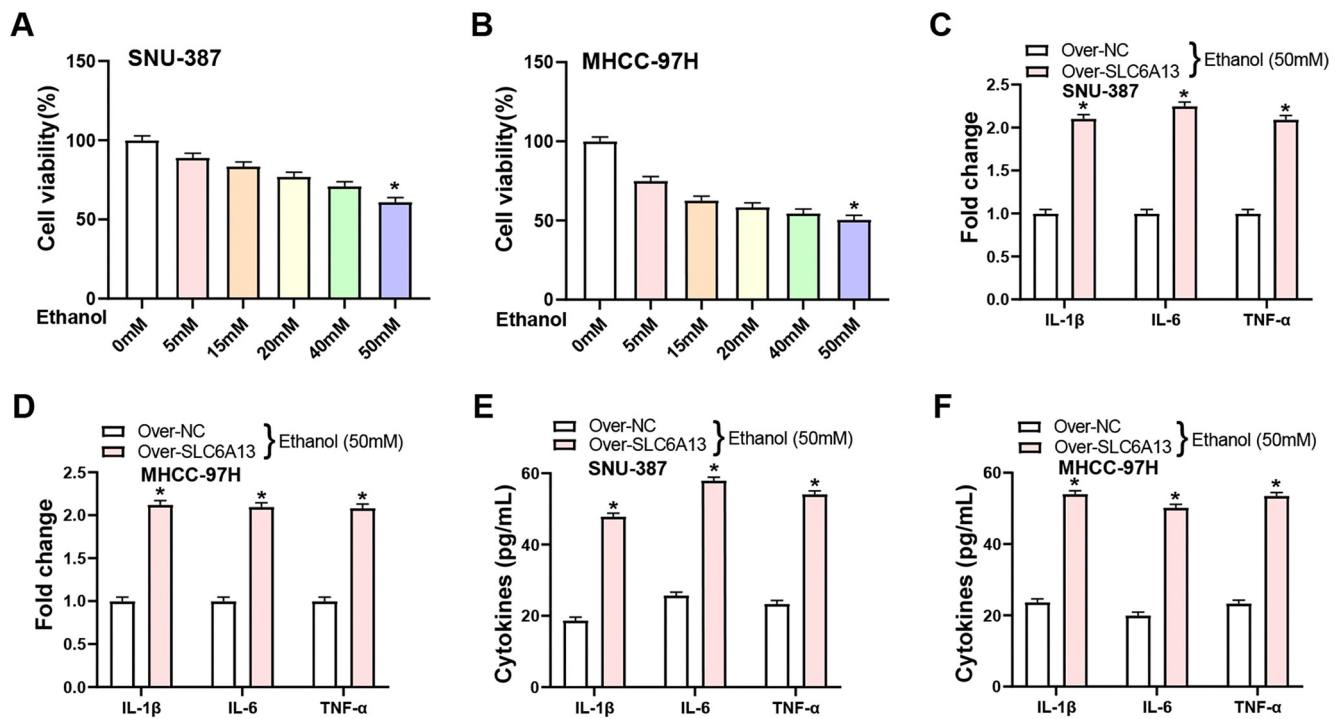 A
SNU-387
Cell viability(%)
150
100
50
0
Ethanol
0mM
5mM
15mM
20mM
40mM
50mM
*
B
MHCC-97H
Cell viability(%)
150
100
50
0
Ethanol
0mM
5mM
15mM
20mM
40mM
50mM
*
C
Over-NC
Over-SLC6A13
} Ethanol (50mM)
SNU-387
Fold change
2.5
2.0
1.5
1.0
0.5
0.0
* * *
IL-1β IL-6 TNF-α
D
Over-NC
Over-SLC6A13
} Ethanol (50mM)
MHCC-97H
Fold change
2.5
2.0
1.5
1.0
0.5
0.0
* * *
IL-1β IL-6 TNF-α
E
Over-NC
Over-SLC6A13
} Ethanol (50mM)
SNU-387
Cytokines (pg/mL)
60
40
20
0
* * *
IL-1β IL-6 TNF-α
F
Over-NC
Over-SLC6A13
} Ethanol (50mM)
MHCC-97H
Cytokines (pg/mL)
60
40
20
0
* * *
IL-1β IL-6 TNF-α